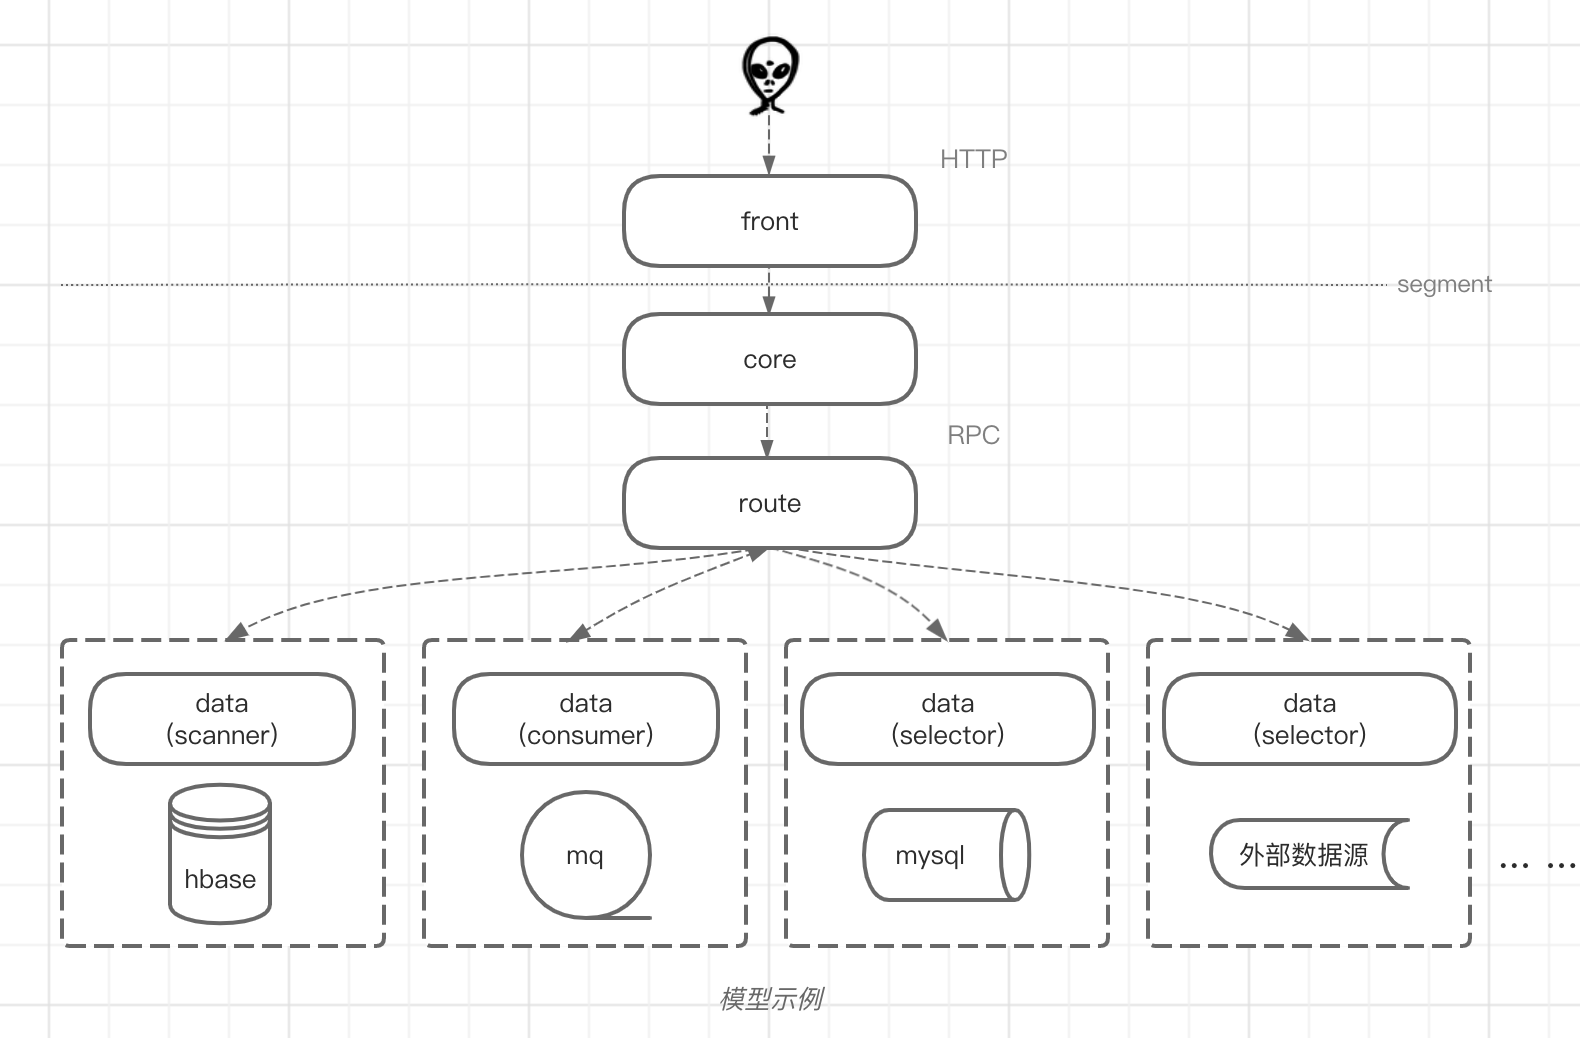 HTTP
front
segment
core
RPC
route
data
(scanner)
data
(consumer)
data
(selector)
data
(selector)
hbase
mq
mysql
外部数据源
... ...
模型示例